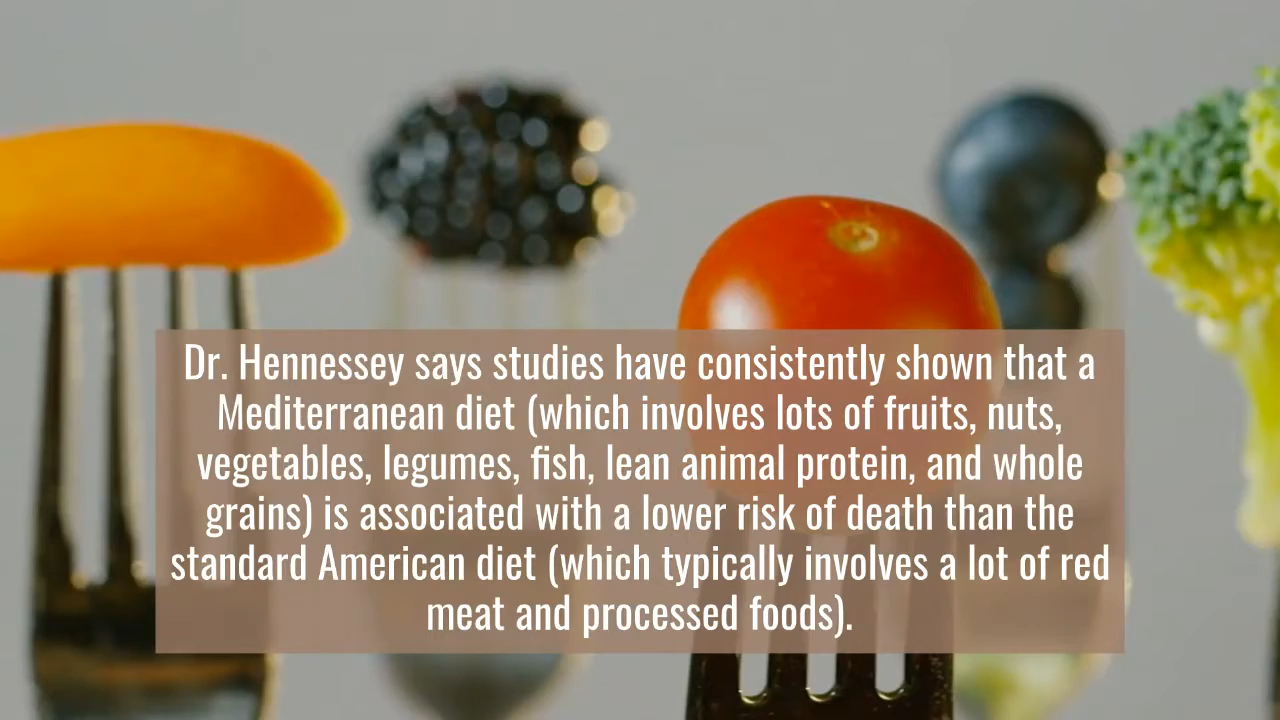 Dr. Hennessey says studies have consistently shown that a
Mediterranean diet (which involves lots of fruits, nuts,
vegetables, legumes, fish, lean animal protein, and whole
grains) is associated with a lower risk of death than the
standard American diet (which typically involves a lot of red
meat and processed foods).